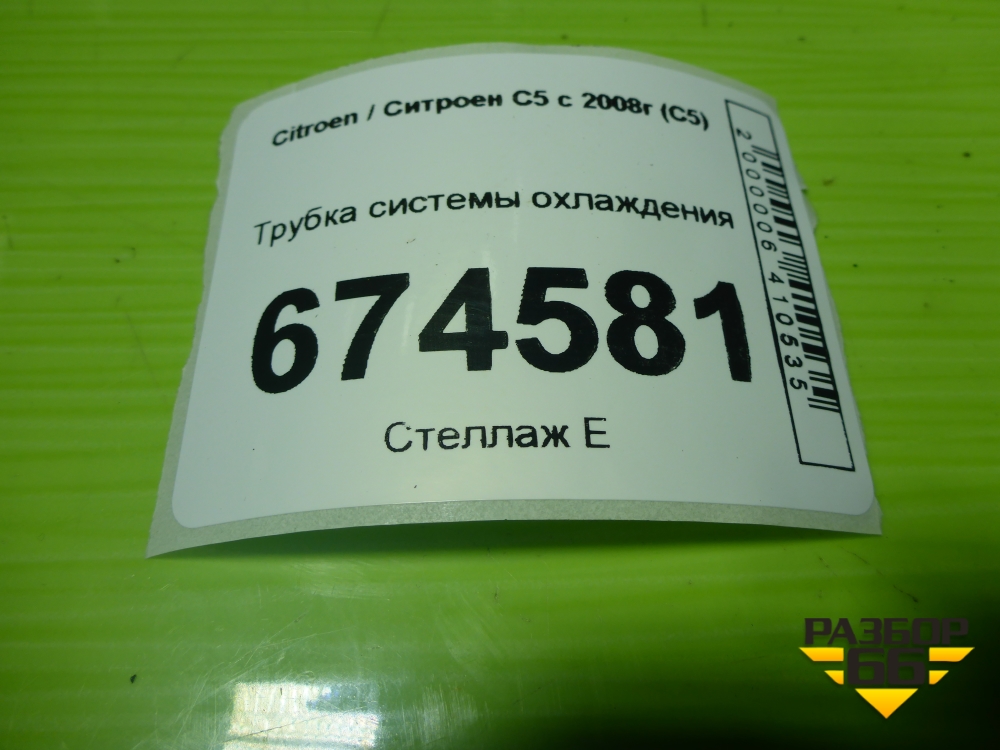 Citroen / Ситроен C5 с 2008г (C5)
Трубка системы охлаждения
674581
Стеллаж Е
2000006410535
РАЗБОР
66